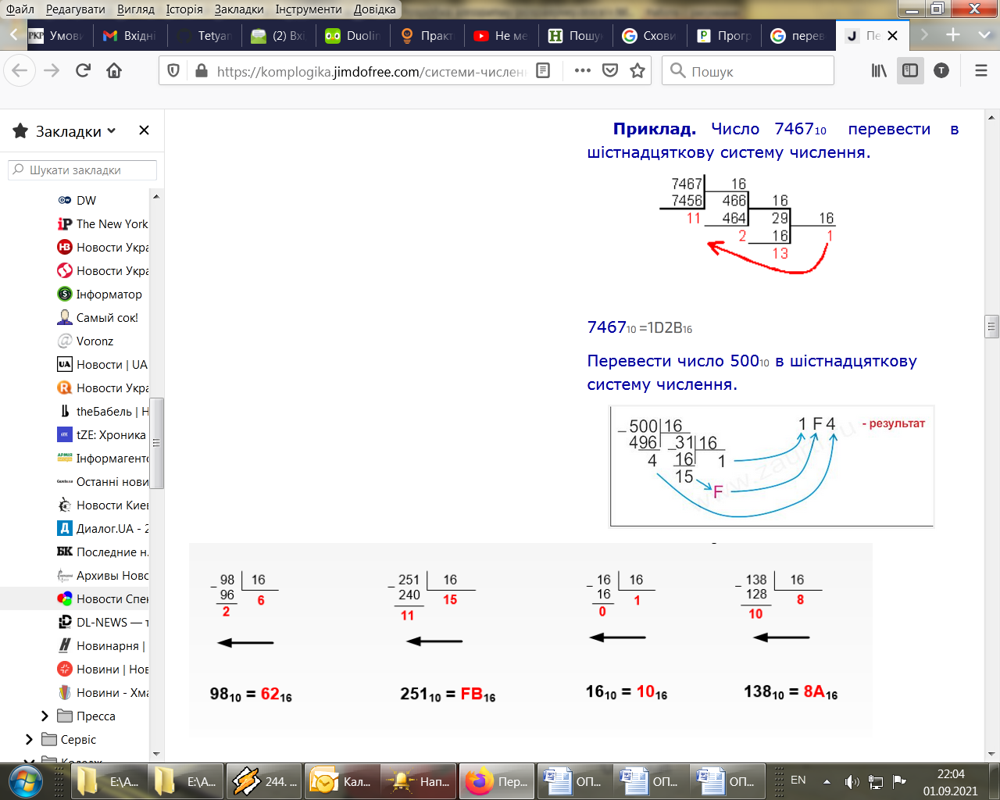 Файл Редагувати Вигляд Історія Закладки Інструменти Довідка
Умови Вхідні Tetyan (2) Вхі Duolin Практ Не ме Пошу Схови Прогр перев Пе
https://komplogika.jimdofree.com/системи-числен
Пошук
Закладки
Шукати закладки
DW
The New York
Новости Укра
Новости Укра
Інформатор
Самый сок!
Voronz
Новости | UA
Новости Укра
theБабель | Н
tZE: Хроника
Інформагентс
Останні нови
Новости Киев
Диалог.UA - 2
Последние н.
Архивы Новс
Новости Спек
DL-NEWS — т
Новинарня |
Новини | Нов
Новини - Хма
Пресса
Сервіс
Приклад. Число 7467₁₀ перевести в
шістнадцяткову систему числення.
7467 16
7456 466 16
11 464 29 16
2 16 1
13
7467₁₀ =1D2B₁₆
Перевести число 500₁₀ в шістнадцяткову
систему числення.
1 F 4 - результат
–500 16
496 –31 16
4 16 1
15
F
– 98 16
96 6
2
98₁₀ = 62₁₆
– 251 16
240 15
11
251₁₀ = FB₁₆
– 16 16
16 1
0
16₁₀ = 10₁₆
– 138 16
128 8
10
138₁₀ = 8A₁₆
E:\A... E:\A... 244. ... Кал... Нап... Пер... ОП... ОП... ОП... EN
22:04
01.09.2021